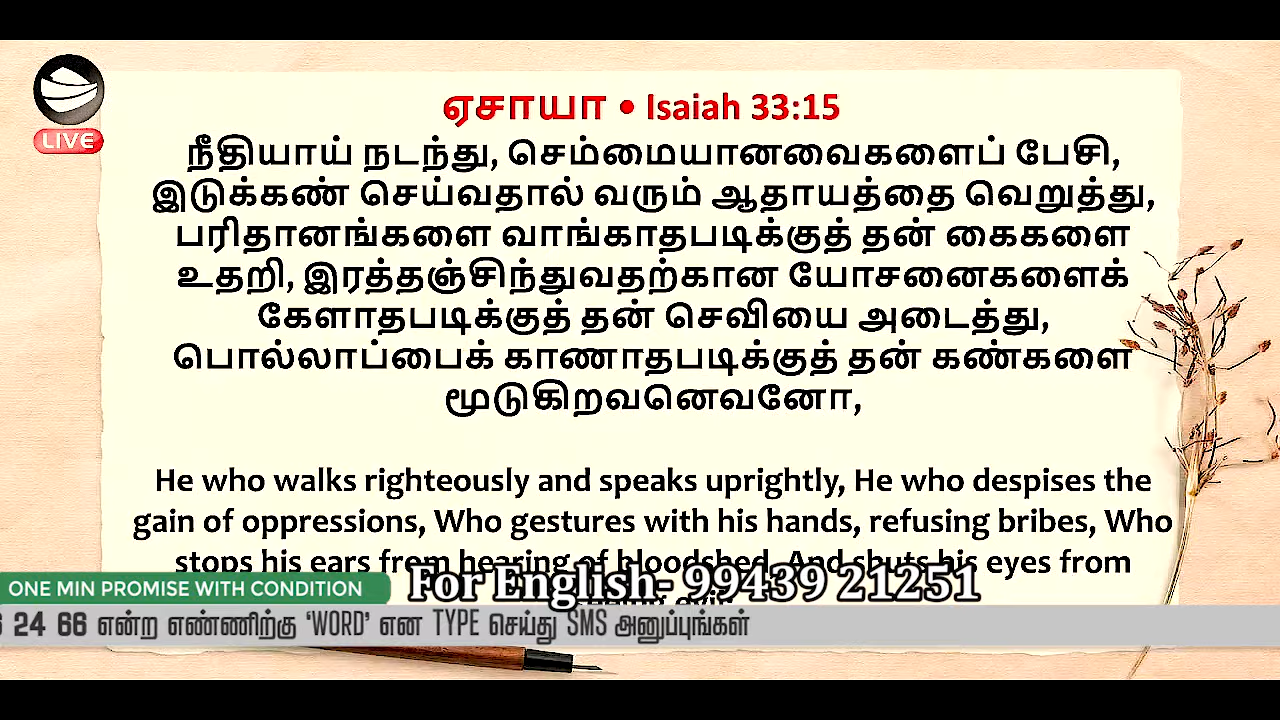 LIVE
ஏசாயா • Isaiah 33:15
நீதியாய் நடந்து, செம்மையானவைகளைப் பேசி,
இடுக்கண் செய்வதால் வரும் ஆதாயத்தை வெறுத்து,
பரிதானங்களை வாங்காதபடிக்குத் தன் கைகளை
உதறி, இரத்தஞ்சிந்துவதற்கான யோசனைகளைக்
கேளாதபடிக்குத் தன் செவியை அடைத்து,
பொல்லாப்பைக் காணாதபடிக்குத் தன் கண்களை
மூடுகிறவனெவனோ,
He who walks righteously and speaks uprightly, He who despises the
gain of oppressions, Who gestures with his hands, refusing bribes, Who
stops his ears from hearing of bloodshed, And shuts his eyes from
ONE MIN PROMISE WITH CONDITION
For English- 99439 21251
24 66 என்ற எண்ணிற்கு ‘WORD’ என TYPE செய்து SMS அனுப்புங்கள்